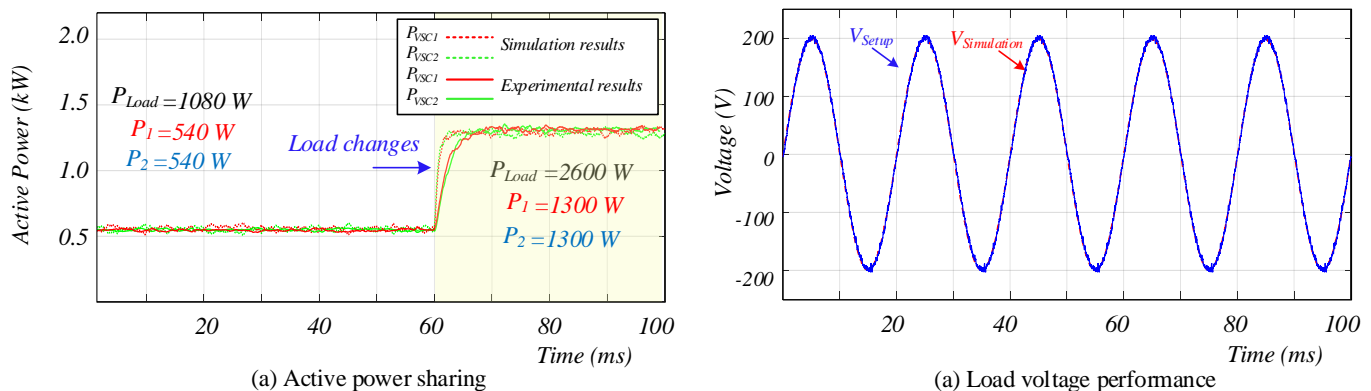 2.0
1.5
1.0
0.5
Active Power (kW)
P_VSC1
P_VSC2
Simulation results
P_VSC1
P_VSC2
Experimental results
P_Load =1080 W
P_1 =540 W
P_2 =540 W
Load changes
P_Load =2600 W
P_1 =1300 W
P_2 =1300 W
20 40 60 80 100
Time (ms)
(a) Active power sharing
200
100
0
-100
-200
Voltage (V)
V_Setup
V_Simulation
20 40 60 80 100
Time (ms)
(a) Load voltage performance